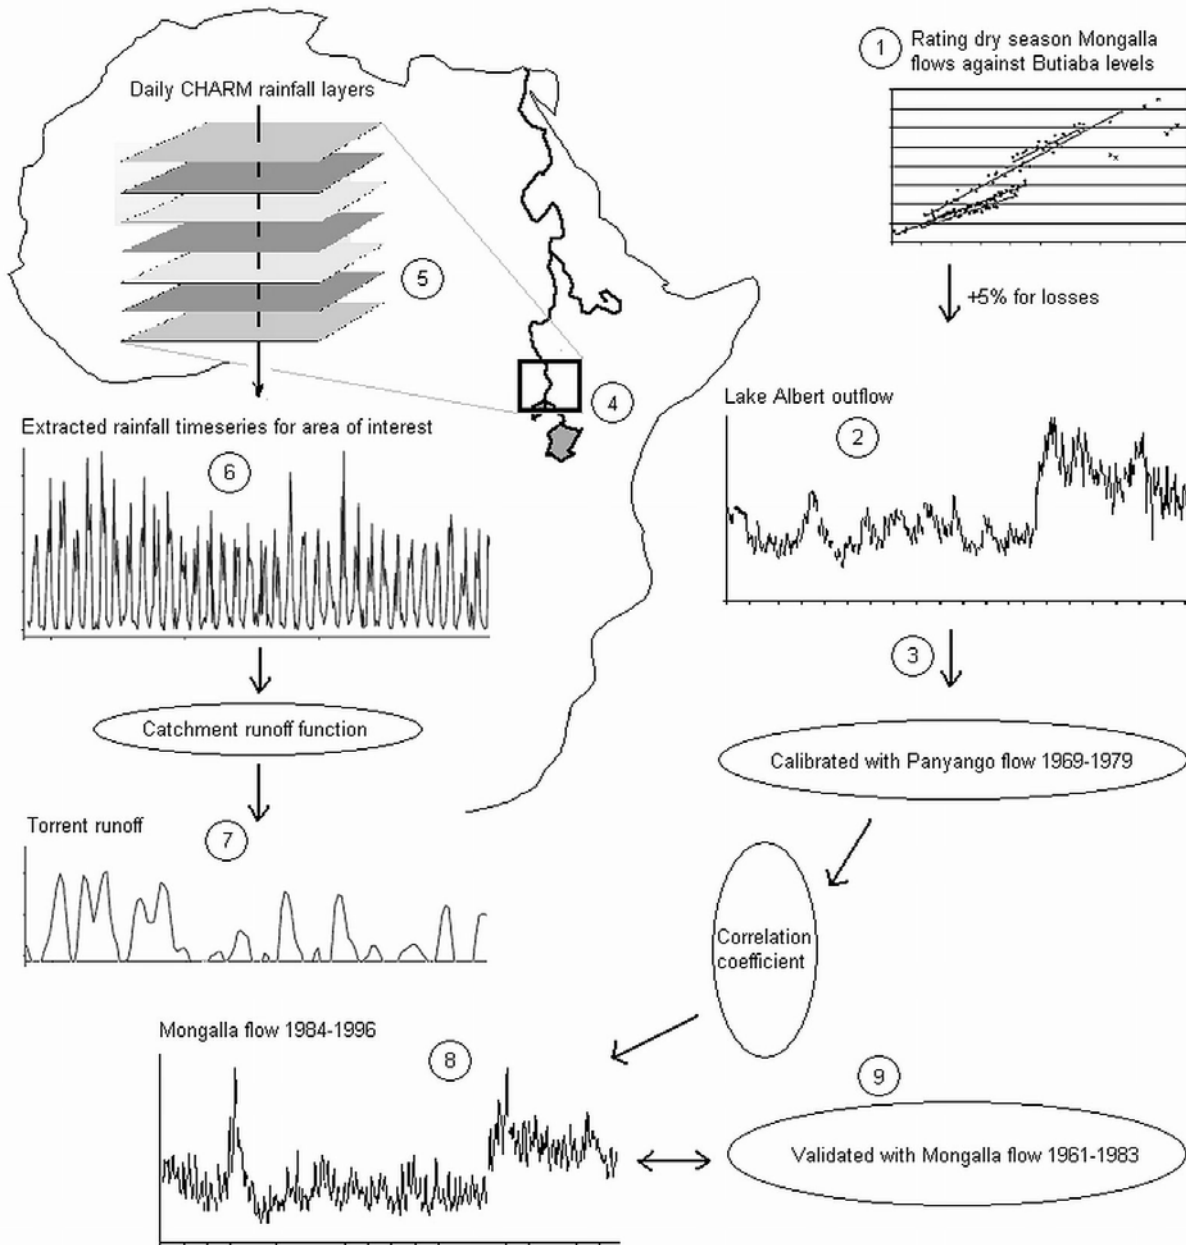 1
Rating dry season Mongalla
flows against Butiaba levels
Daily CHARM rainfall layers
5
+5% for losses
4
Lake Albert outflow
2
Extracted rainfall timeseries for area of interest
6
3
Catchment runoff function
Calibrated with Panyango flow 1969-1979
Torrent runoff
7
Correlation
coefficient
Mongalla flow 1984-1996
8
9
Validated with Mongalla flow 1961-1983